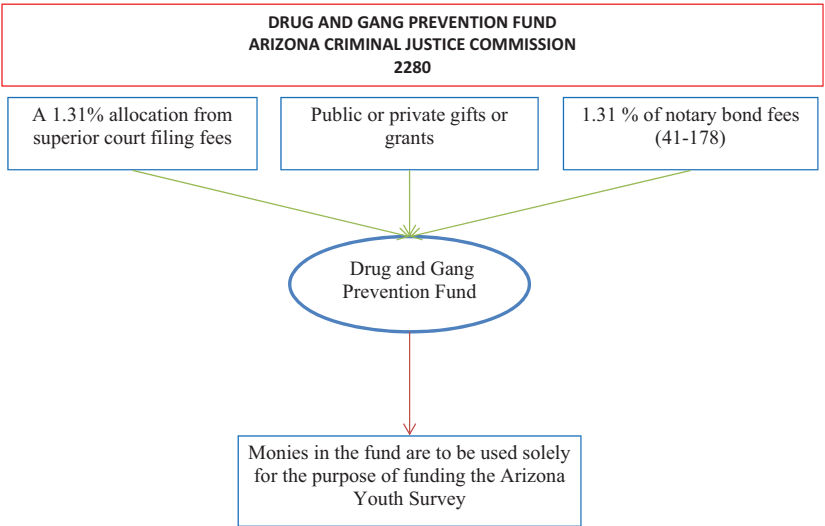 DRUG AND GANG PREVENTION FUND
ARIZONA CRIMINAL JUSTICE COMMISSION
2280
A 1.31% allocation from
superior court filing fees
Public or private gifts or
grants
1.31 % of notary bond fees
(41-178)
Drug and Gang
Prevention Fund
Monies in the fund are to be used solely
for the purpose of funding the Arizona
Youth Survey